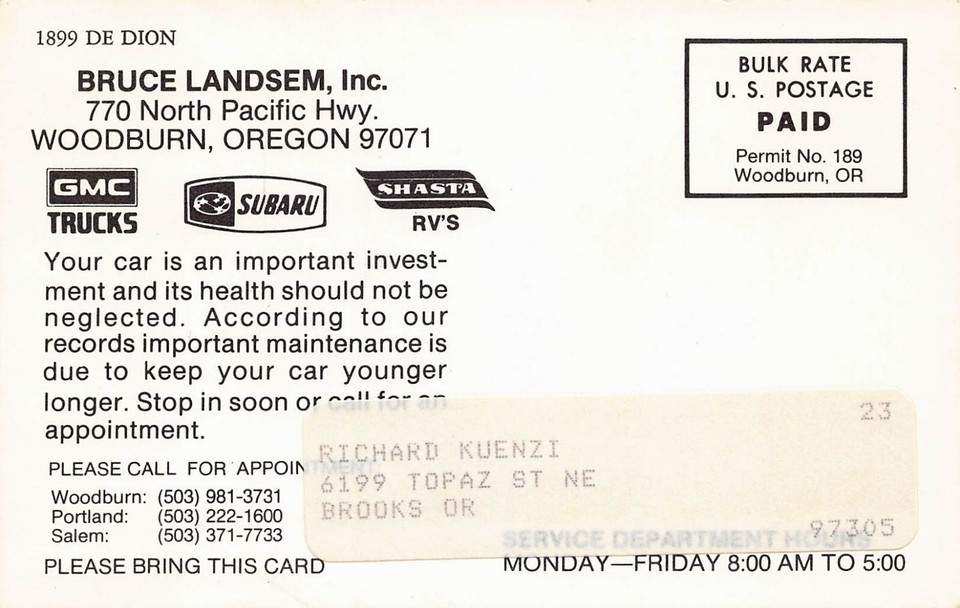 1899 DE DION
BRUCE LANDSEM, Inc.
770 North Pacific Hwy.
WOODBURN, OREGON 97071
GMC
TRUCKS
SUBARU
SHASTA
RV'S
BULK RATE
U. S. POSTAGE
PAID
Permit No. 189
Woodburn, OR
Your car is an important invest-
ment and its health should not be
neglected. According to our
records important maintenance is
due to keep your car younger
longer. Stop in soon or call for an
appointment.
PLEASE CALL FOR APPOINTMENT
Woodburn: (503) 981-3731
Portland: (503) 222-1600
Salem: (503) 371-7733
PLEASE BRING THIS CARD
23
RICHARD KUENZI
6199 TOPAZ ST NE
BROOKS OR
97305
SERVICE DEPARTMENT HOURS
MONDAY—FRIDAY 8:00 AM TO 5:00